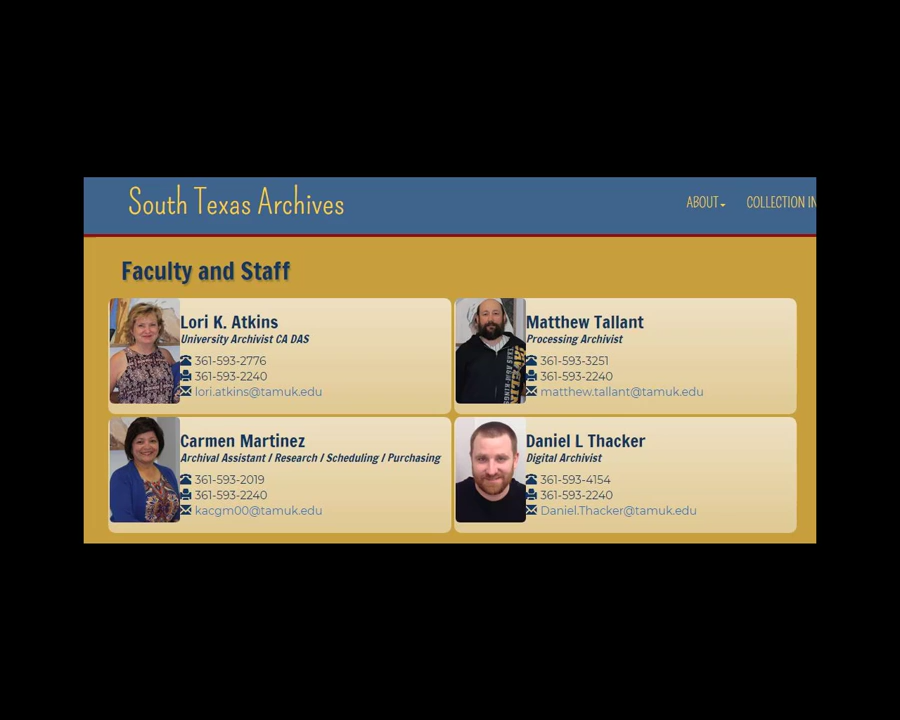 South Texas Archives
ABOUT
COLLECTION IN
Faculty and Staff
Lori K. Atkins
University Archivist CA DAS
361-593-2776
361-593-2240
lori.atkins@tamuk.edu
Matthew Tallant
Processing Archivist
361-593-3251
361-593-2240
matthew.tallant@tamuk.edu
Carmen Martinez
Archival Assistant / Research / Scheduling / Purchasing
361-593-2019
361-593-2240
kacgm00@tamuk.edu
Daniel L Thacker
Digital Archivist
361-593-4154
361-593-2240
Daniel.Thacker@tamuk.edu